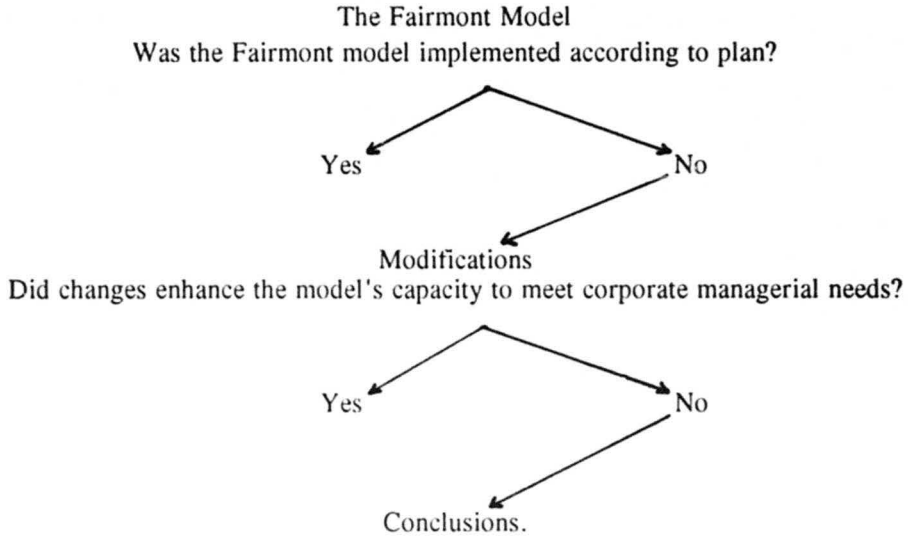 The Fairmont Model
Was the Fairmont model implemented according to plan?
Yes
No
Modifications
Did changes enhance the model's capacity to meet corporate managerial needs?
Yes
No
Conclusions.